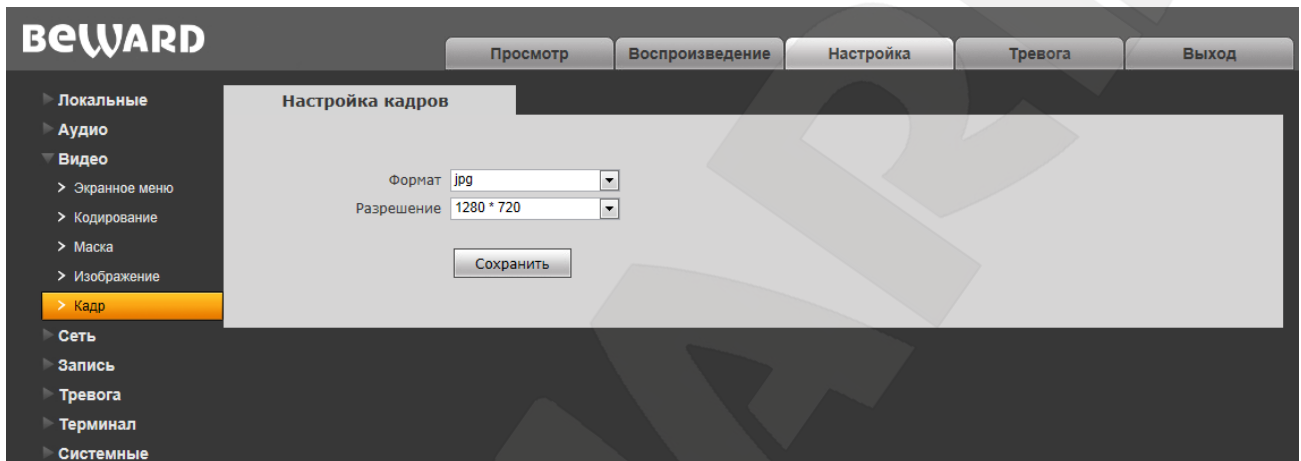 BEWARD
Просмотр Воспроизведение Настройка Тревога Выход
Локальные
Аудио
Видео
> Экранное меню
> Кодирование
> Маска
> Изображение
> Кадр
Сеть
Запись
Тревога
Терминал
Системные
Настройка кадров
Формат jpg
Разрешение 1280 * 720
Сохранить